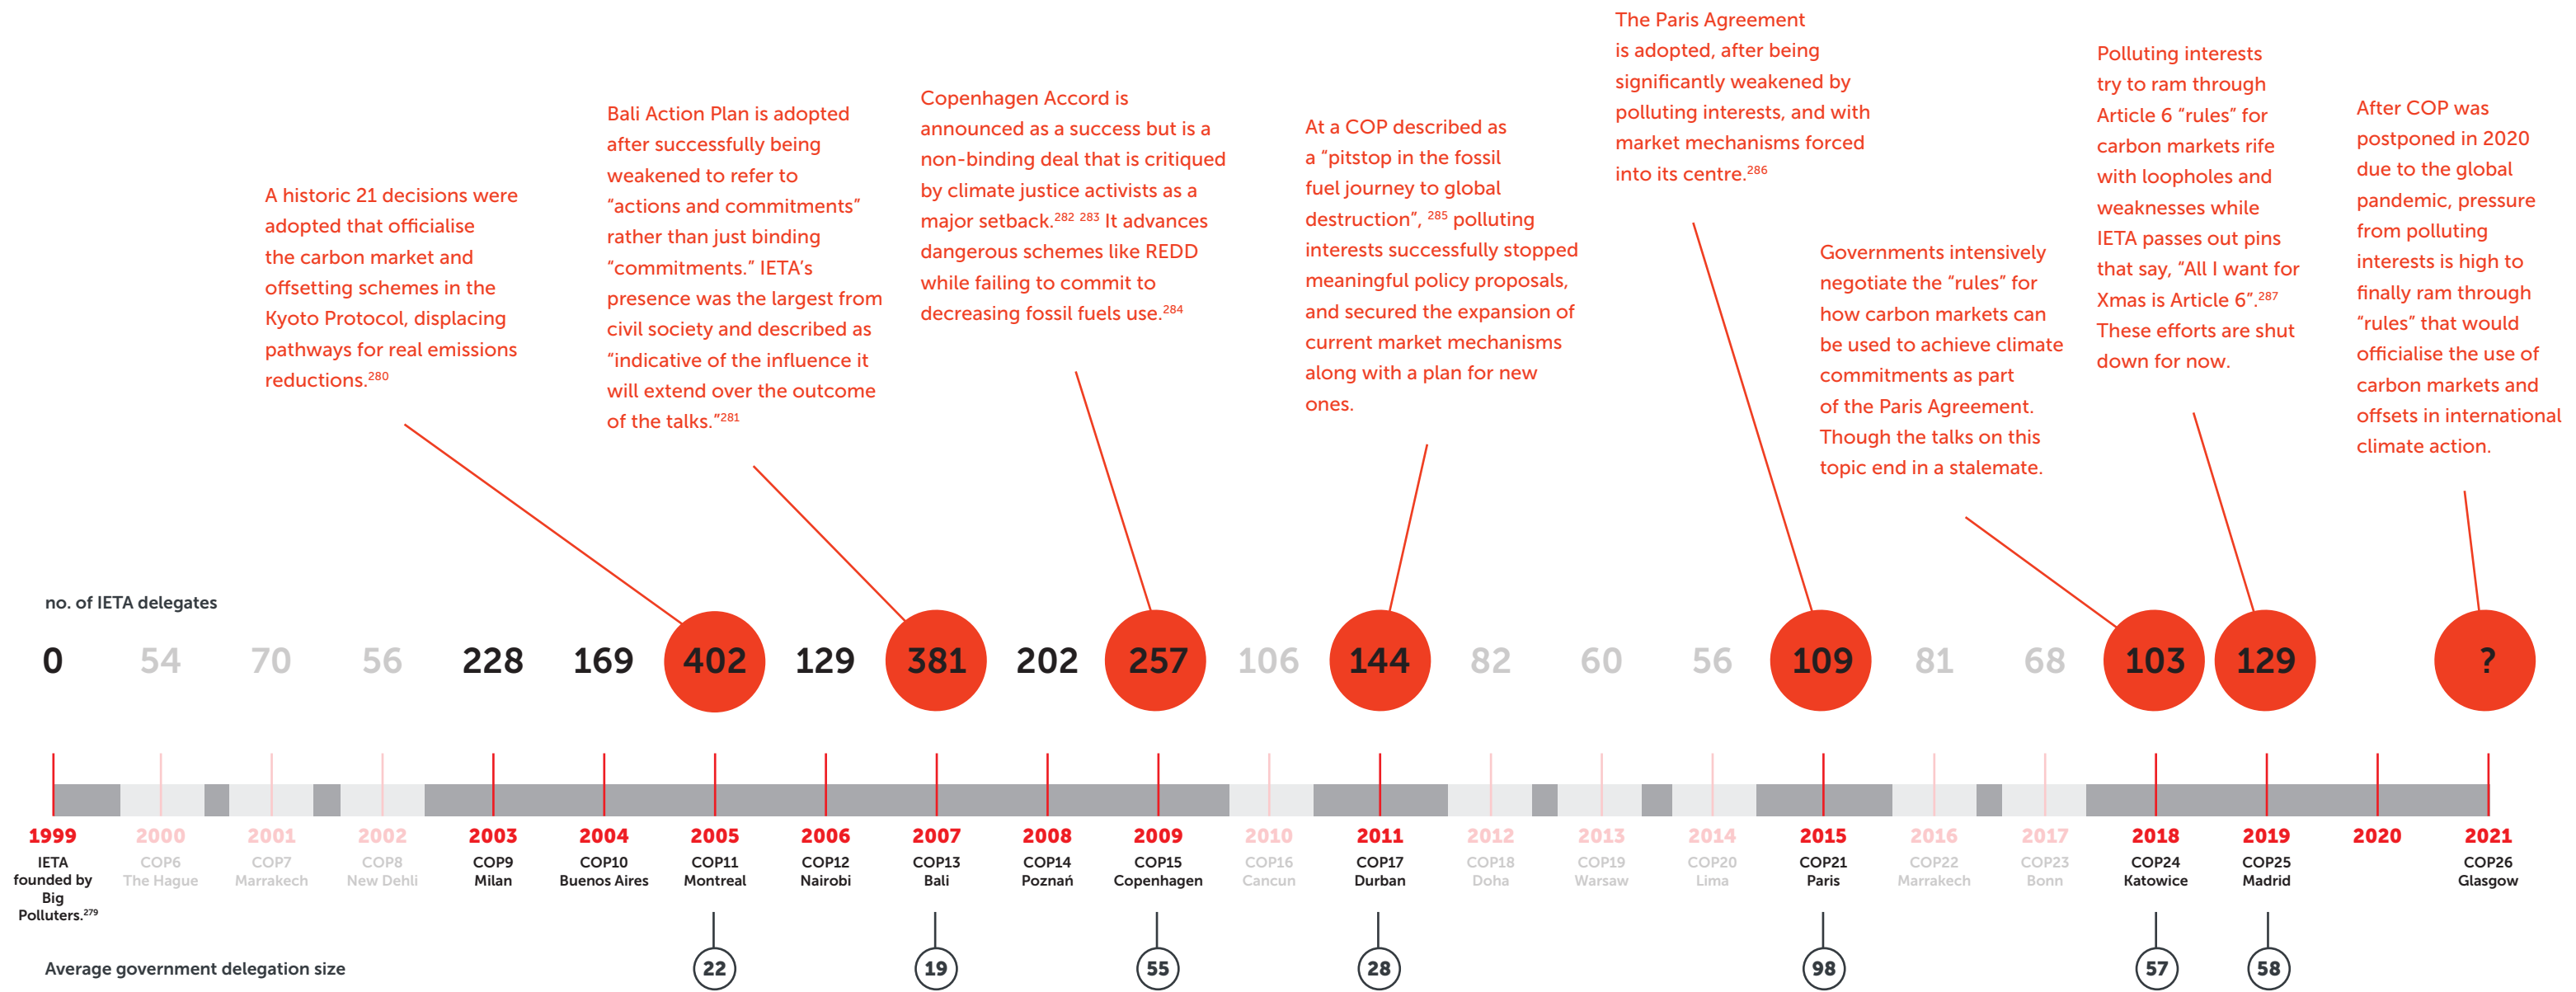 A historic 21 decisions were
adopted that officialise
the carbon market and
offsetting schemes in the
Kyoto Protocol, displacing
pathways for real emissions
reductions.280
Bali Action Plan is adopted
after successfully being
weakened to refer to
“actions and commitments”
rather than just binding
“commitments.” IETA’s
presence was the largest from
civil society and described as
“indicative of the influence it
will extend over the outcome
of the talks.”281
Copenhagen Accord is
announced as a success but is a
non-binding deal that is critiqued
by climate justice activists as a
major setback.282 283 It advances
dangerous schemes like REDD
while failing to commit to
decreasing fossil fuels use.284
At a COP described as
a “pitstop in the fossil
fuel journey to global
destruction”, 285 polluting
interests successfully stopped
meaningful policy proposals,
and secured the expansion of
current market mechanisms
along with a plan for new
ones.
The Paris Agreement
is adopted, after being
significantly weakened by
polluting interests, and with
market mechanisms forced
into its centre.286
Governments intensively
negotiate the “rules” for
how carbon markets can
be used to achieve climate
commitments as part
of the Paris Agreement.
Though the talks on this
topic end in a stalemate.
Polluting interests
try to ram through
Article 6 “rules” for
carbon markets rife
with loopholes and
weaknesses while
IETA passes out pins
that say, “All I want for
Xmas is Article 6”.287
These efforts are shut
down for now.
After COP was
postponed in 2020
due to the global
pandemic, pressure
from polluting
interests is high to
finally ram through
“rules” that would
officialise the use of
carbon markets and
offsets in international
climate action.
no. of IETA delegates
0 54 70 56 228 169 402 129 381 202 257 106 144 82 60 56 109 81 68 103 129 ?
1999 2000 2001 2002 2003 2004 2005 2006 2007 2008 2009 2010 2011 2012 2013 2014 2015 2016 2017 2018 2019 2020 2021
IETA
founded by
Big
Polluters.279
COP6
The Hague
COP7
Marrakech
COP8
New Dehli
COP9
Milan
COP10
Buenos Aires
COP11
Montreal
COP12
Nairobi
COP13
Bali
COP14
Poznań
COP15
Copenhagen
COP16
Cancun
COP17
Durban
COP18
Doha
COP19
Warsaw
COP20
Lima
COP21
Paris
COP22
Marrakech
COP23
Bonn
COP24
Katowice
COP25
Madrid
COP26
Glasgow
Average government delegation size
22 19 55 28 98 57 58